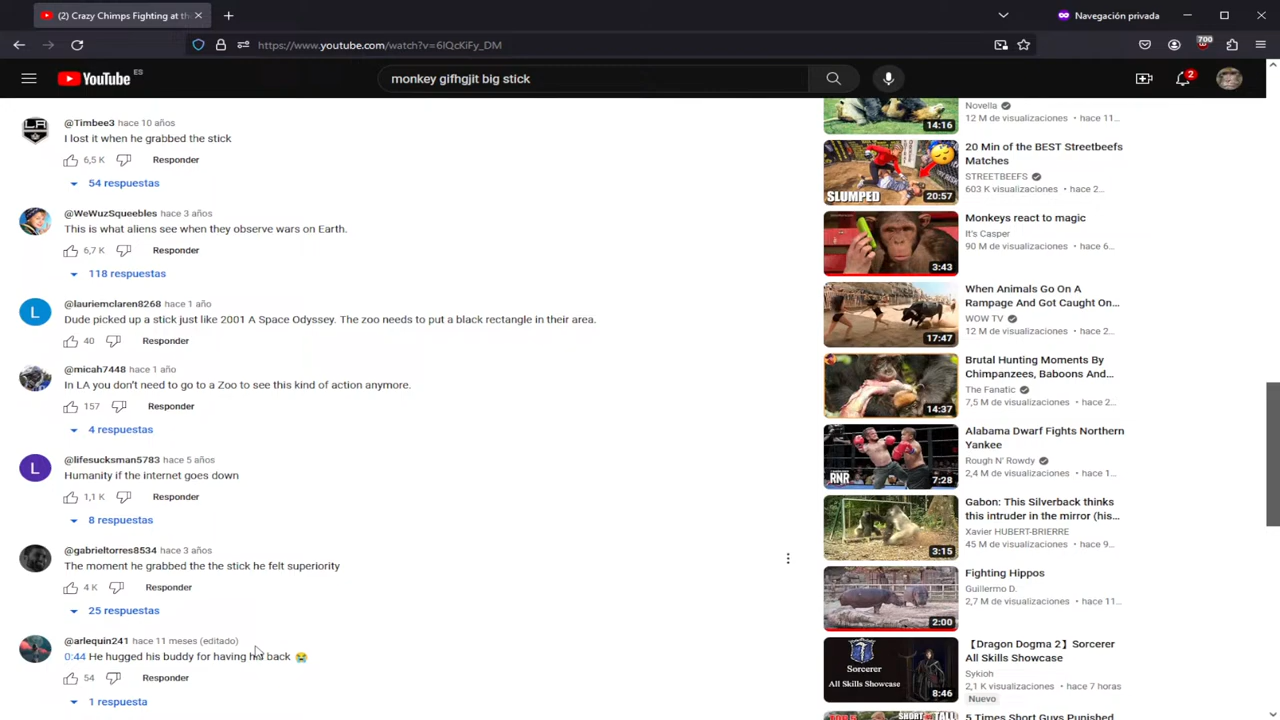 (2) Crazy Chimps Fighting at th
Navegación privada
https://www.youtube.com/watch?v=6IQcKiFy_DM
700
YouTube ES
monkey gifhgjit big stick
2
@Timbee3 hace 10 años
I lost it when he grabbed the stick
6,5 K Responder
54 respuestas
@WeWuzSqueebles hace 3 años
This is what aliens see when they observe wars on Earth.
6,7 K Responder
118 respuestas
@lauriemclaren8268 hace 1 año
Dude picked up a stick just like 2001 A Space Odyssey. The zoo needs to put a black rectangle in their area.
40 Responder
@micah7448 hace 1 año
In LA you don't need to go to a Zoo to see this kind of action anymore.
157 Responder
4 respuestas
@lifesucksman5783 hace 5 años
Humanity if the internet goes down
1,1 K Responder
8 respuestas
@gabrieltorres8534 hace 3 años
The moment he grabbed the the stick he felt superiority
4 K Responder
25 respuestas
@arlequin241 hace 11 meses (editado)
0:44 He hugged his buddy for having his back 😭
54 Responder
1 respuesta
14:16
Novella
12 M de visualizaciones • hace 11...
SLUMPED
20:57
20 Min of the BEST Streetbeefs
Matches
STREETBEEFS
603 K visualizaciones • hace 2...
3:43
Monkeys react to magic
It's Casper
90 M de visualizaciones • hace 6...
17:47
When Animals Go On A
Rampage And Got Caught On...
WOW TV
12 M de visualizaciones • hace 2...
14:37
Brutal Hunting Moments By
Chimpanzees, Baboons And...
The Fanatic
7,5 M de visualizaciones • hace 2...
RNR
7:28
Alabama Dwarf Fights Northern
Yankee
Rough N' Rowdy
2,4 M de visualizaciones • hace 4...
3:15
Gabon: This Silverback thinks
this intruder in the mirror (his...
Xavier HUBERT-BRIERRE
45 M de visualizaciones • hace 9...
2:00
Fighting Hippos
Guillermo D.
2,7 M de visualizaciones • hace 11...
Sorcerer
All Skills Showcase
8:46
【Dragon Dogma 2】Sorcerer
All Skills Showcase
Sykioh
2,1 K visualizaciones • hace 7 horas
Nuevo
SHORT TALL
5 Times Short Guys Punished